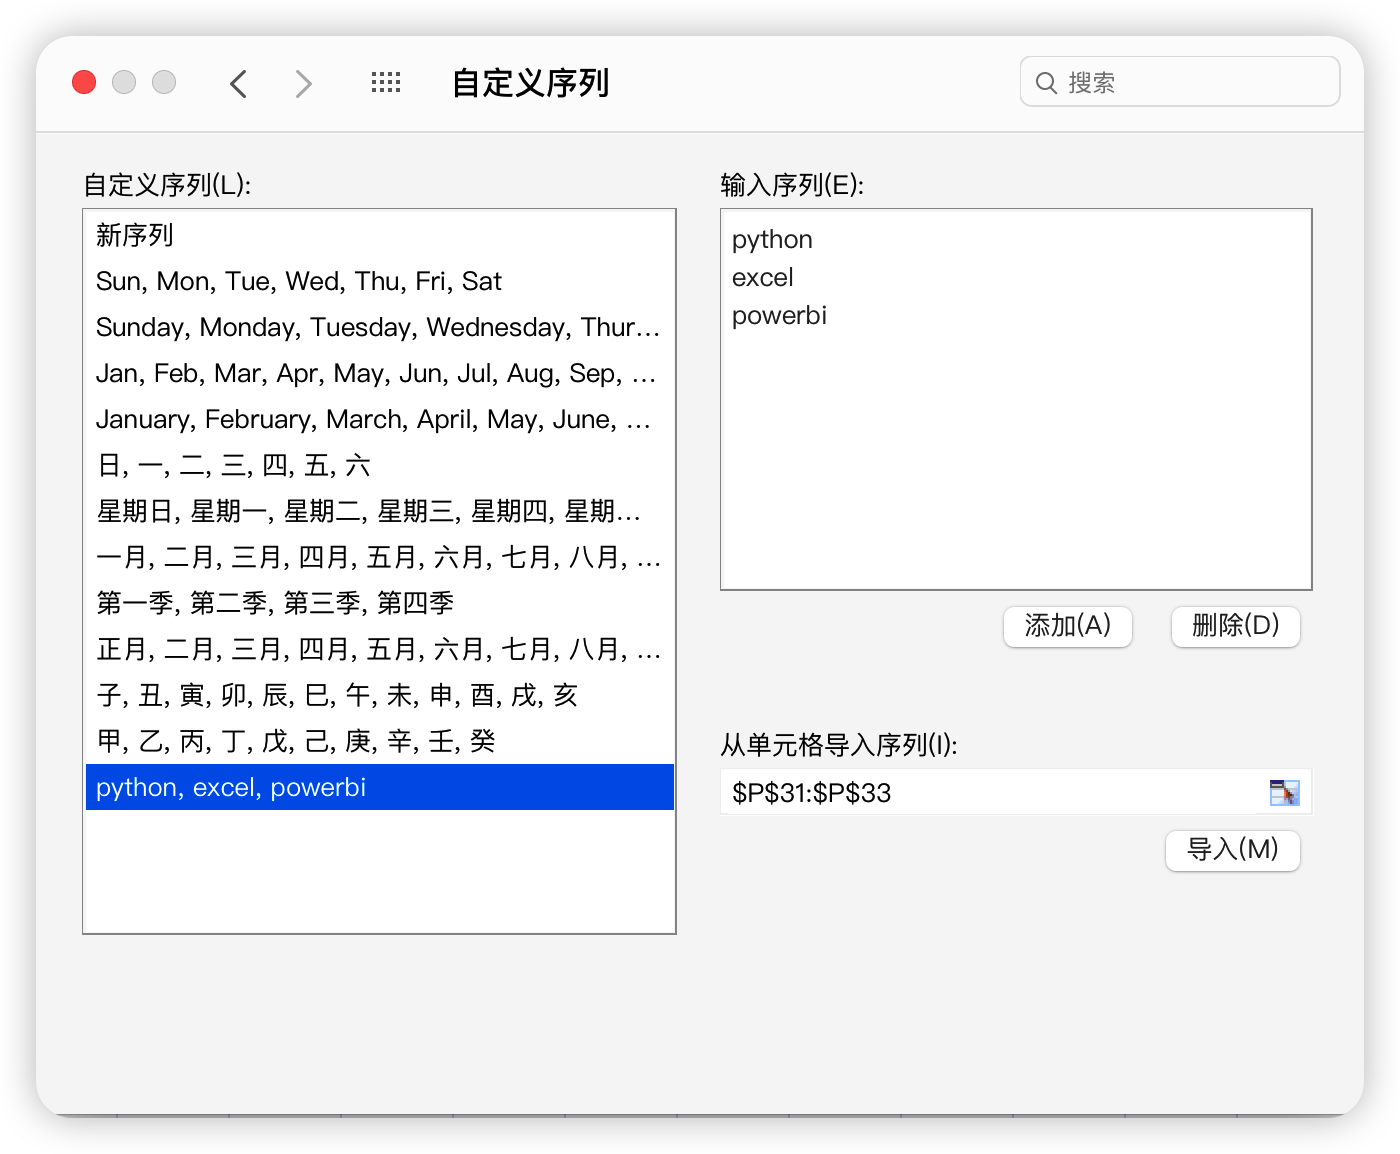 自定义序列
搜索
自定义序列(L):
新序列
Sun, Mon, Tue, Wed, Thu, Fri, Sat
Sunday, Monday, Tuesday, Wednesday, Thur...
Jan, Feb, Mar, Apr, May, Jun, Jul, Aug, Sep, ...
January, February, March, April, May, June, ...
日, 一, 二, 三, 四, 五, 六
星期日, 星期一, 星期二, 星期三, 星期四, 星期...
一月, 二月, 三月, 四月, 五月, 六月, 七月, 八月, ...
第一季, 第二季, 第三季, 第四季
正月, 二月, 三月, 四月, 五月, 六月, 七月, 八月, ...
子, 丑, 寅, 卯, 辰, 巳, 午, 未, 申, 酉, 戌, 亥
甲, 乙, 丙, 丁, 戊, 己, 庚, 辛, 壬, 癸
python, excel, powerbi
输入序列(E):
python
excel
powerbi
添加(A)
删除(D)
从单元格导入序列(I):
$P$31:$P$33
导入(M)